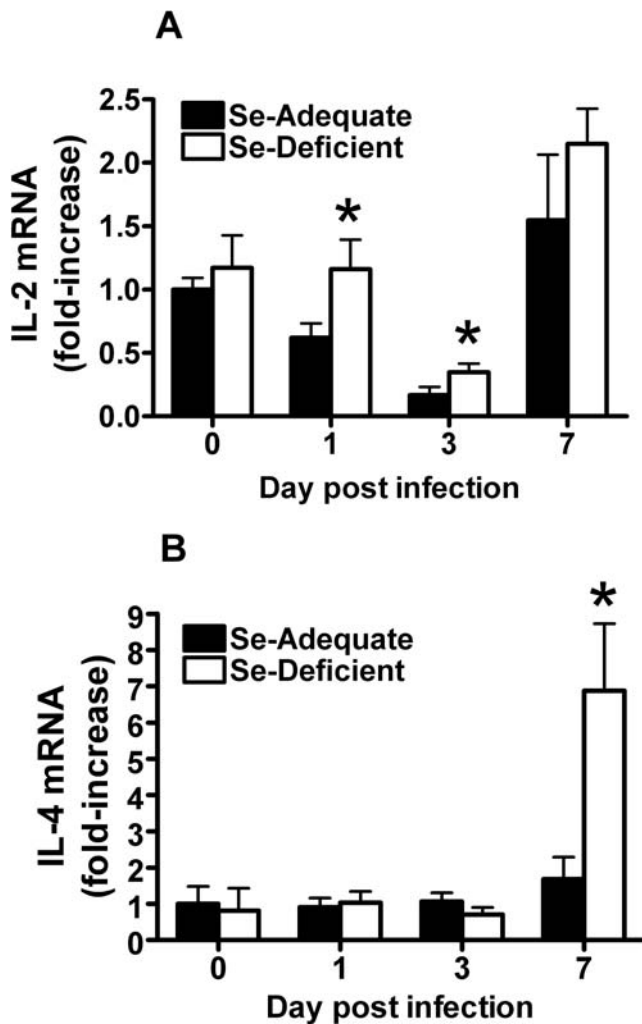 A
IL-2 mRNA
(fold-increase)
2.5
2.0
1.5
1.0
0.5
0.0
Se-Adequate
Se-Deficient
*
*
0 1 3 7
Day post infection
B
IL-4 mRNA
(fold-increase)
9
8
7
6
5
4
3
2
1
0
Se-Adequate
Se-Deficient
*
0 1 3 7
Day post infection